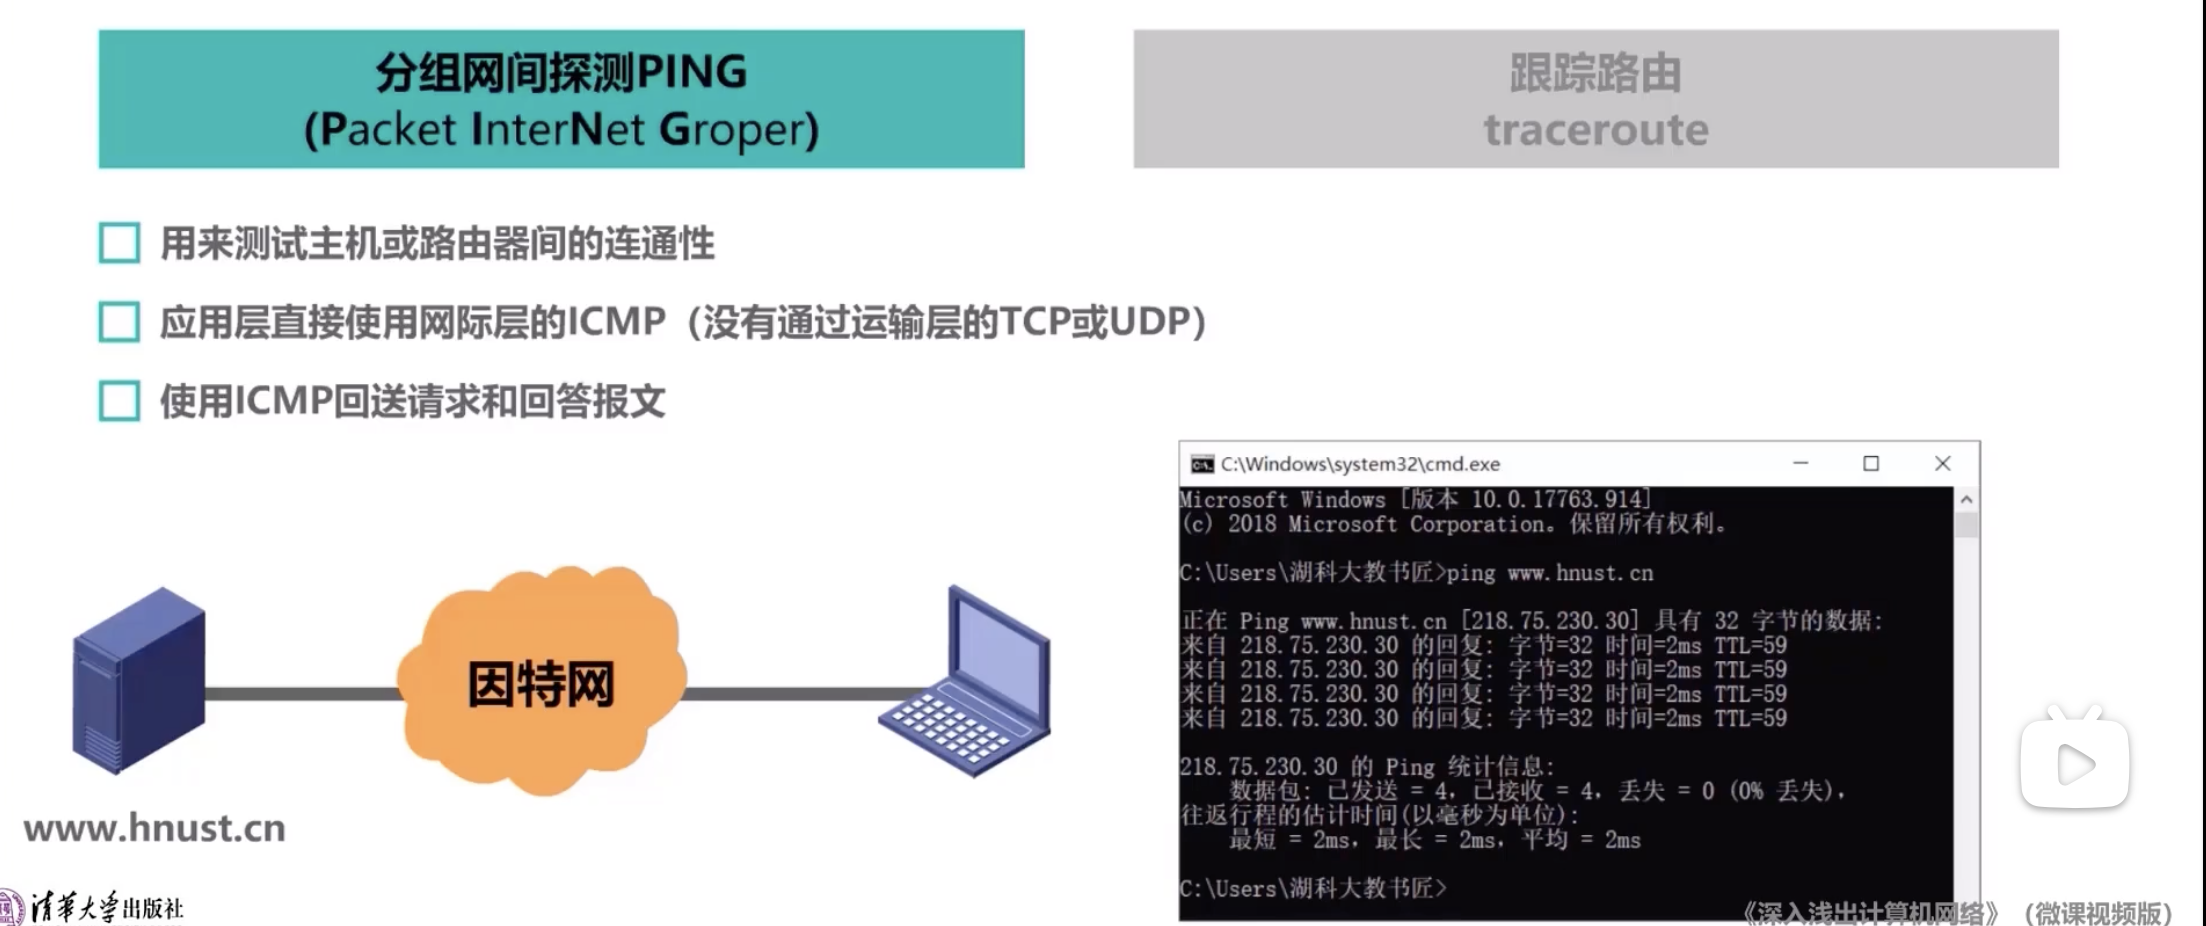 分组网间探测PING
(Packet InterNet Groper)
跟踪路由
traceroute
用来测试主机或路由器间的连通性
应用层直接使用网际层的ICMP（没有通过运输层的TCP或UDP）
使用ICMP回送请求和回答报文
因特网
www.hnust.cn
C:\Windows\system32\cmd.exe
Microsoft Windows [版本 10.0.17763.914]
(c) 2018 Microsoft Corporation。保留所有权利。
C:\Users\湖科大教书匠>ping www.hnust.cn
正在 Ping www.hnust.cn [218.75.230.30] 具有 32 字节的数据:
来自 218.75.230.30 的回复: 字节=32 时间=2ms TTL=59
来自 218.75.230.30 的回复: 字节=32 时间=2ms TTL=59
来自 218.75.230.30 的回复: 字节=32 时间=2ms TTL=59
来自 218.75.230.30 的回复: 字节=32 时间=2ms TTL=59
218.75.230.30 的 Ping 统计信息:
数据包: 已发送 = 4，已接收 = 4，丢失 = 0 (0% 丢失)，
往返行程的估计时间(以毫秒为单位):
最短 = 2ms，最长 = 2ms，平均 = 2ms
C:\Users\湖科大教书匠>
清华大学出版社
《深入浅出计算机网络》（微课视频版）